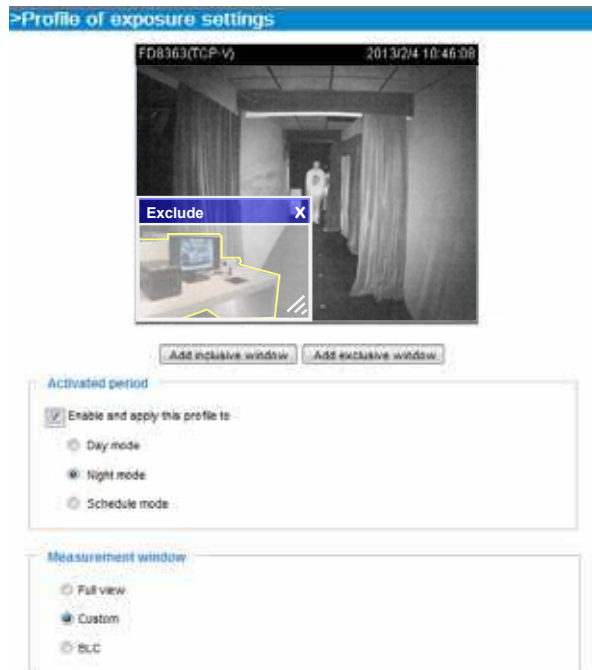 >Profile of exposure settings
FD8363(TCP-V) 2013/2/4 10:46:08
Exclude X
Add inclusive window Add exclusive window
Activated period
Enable and apply this profile to
Day mode
Night mode
Schedule mode
Measurement window
Full view
Custom
BLC